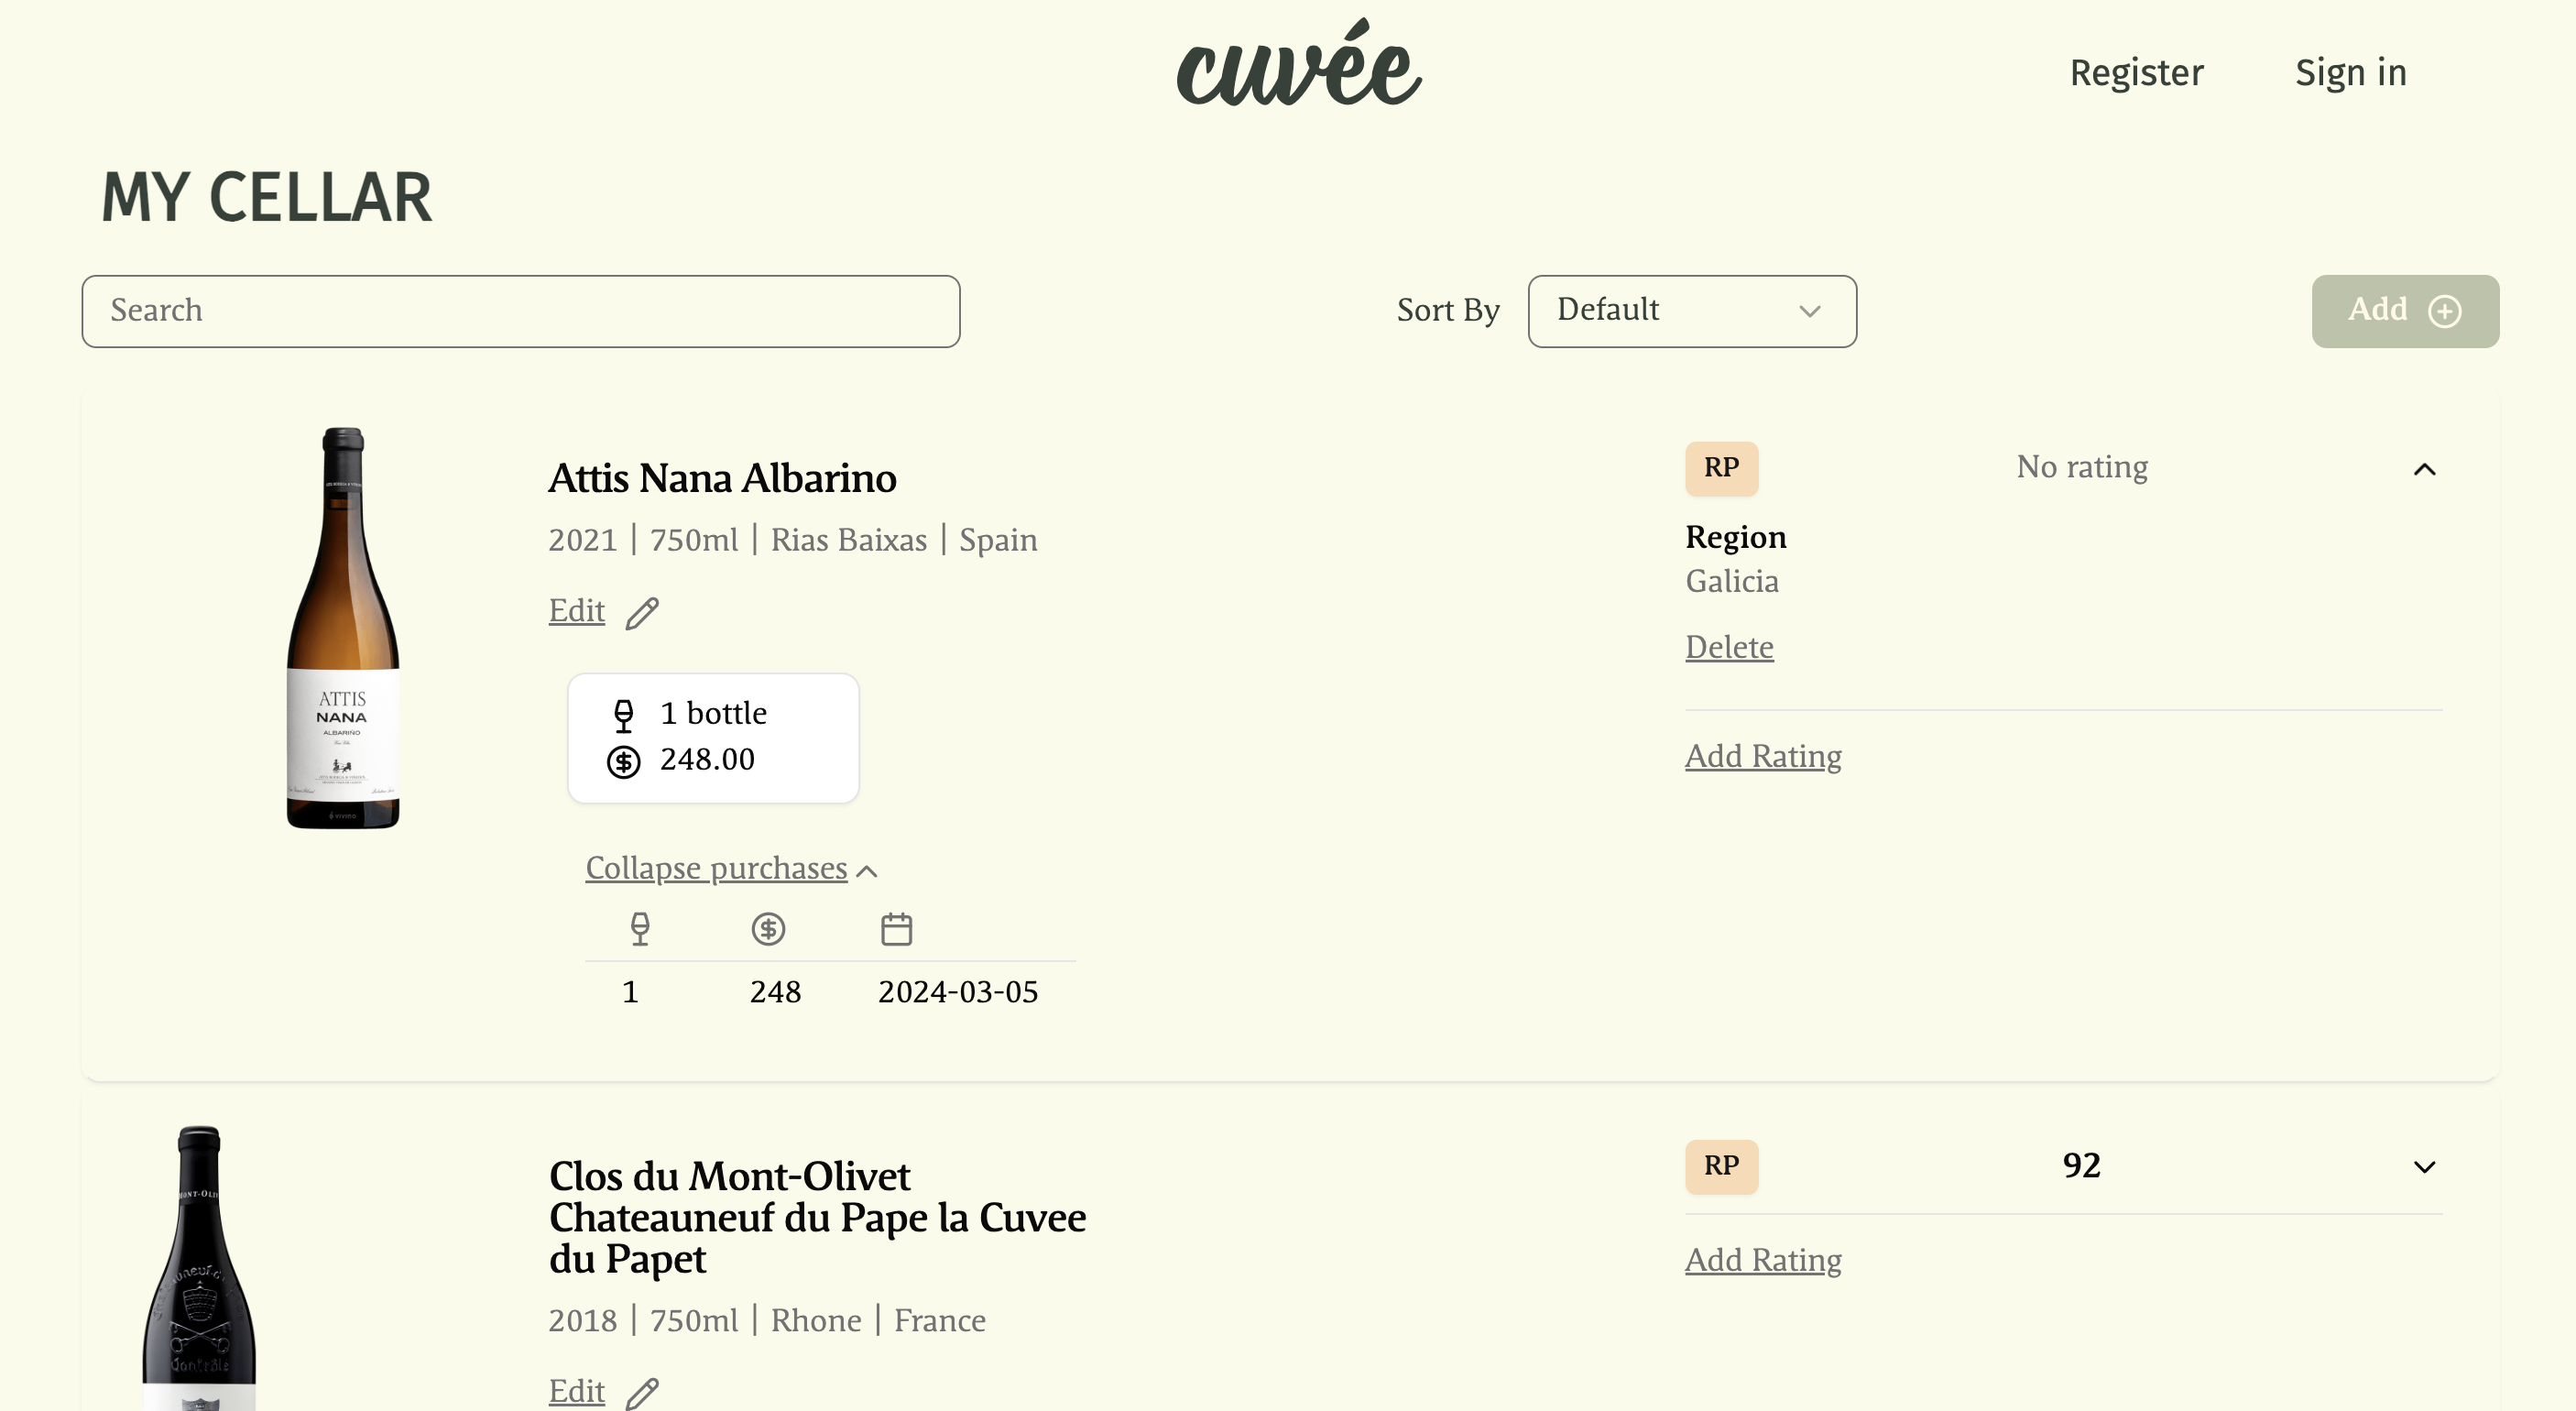 cuvée
Register
Sign in
MY CELLAR
Search
Sort By
Default
Add
Attis Nana Albarino
2021 | 750ml | Rias Baixas | Spain
Edit
1 bottle
248.00
Collapse purchases
1 248 2024-03-05
RP
No rating
Region
Galicia
Delete
Add Rating
ATTIS
NANA
ALBARIÑO
VIVINO
Clos du Mont-Olivet
Chateauneuf du Pape la Cuvee
du Papet
2018 | 750ml | Rhone | France
Edit
RP
92
Add Rating
Contrôle